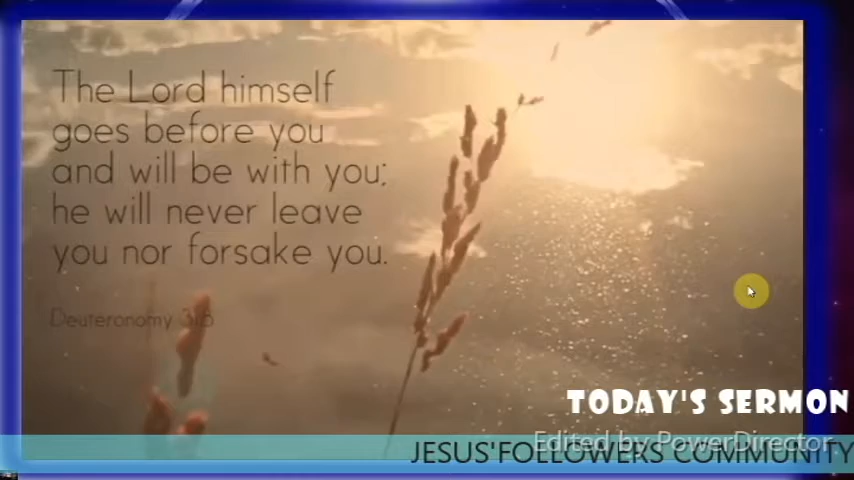 The Lord himself
goes before you
and will be with you;
he will never leave
you nor forsake you.
Deuteronomy
TODAY'S SERMON
Edited by PowerDirector
JESUS'FOLLOWERS COMMUNITY